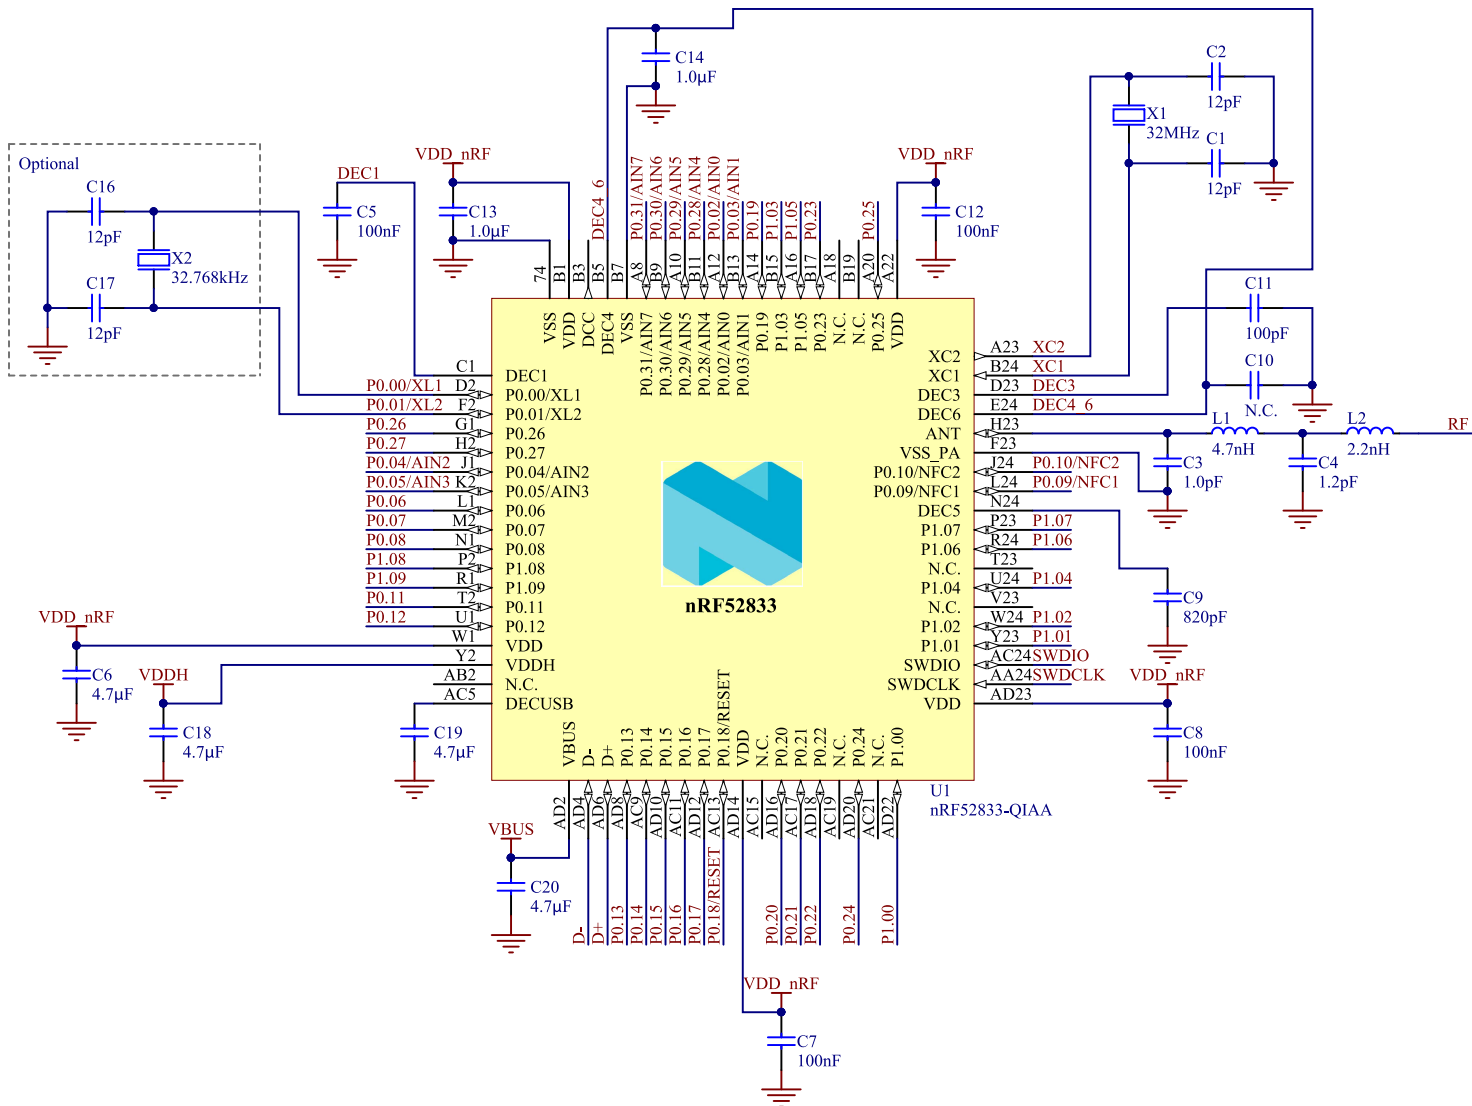 C14
1.0µF
C2
12pF
X1
32MHz
C1
12pF
Optional
C16
12pF
X2
32.768kHz
C17
12pF
DEC1
C5
100nF
VDD_nRF
C13
1.0µF
DEC4_6
P0.31/AIN7
P0.30/AIN6
P0.29/AIN5
P0.28/AIN4
P0.02/AIN0
P0.03/AIN1
P0.19
P1.03
P1.05
P0.23
P0.25
VDD_nRF
C12
100nF
74
B1
B3
B5
B7
A8
B9
A10
B11
A12
B13
A14
B15
A16
B17
A18
B19
A20
A22
VSS
VDD
DCC
DEC4
VSS
P0.31/AIN7
P0.30/AIN6
P0.29/AIN5
P0.28/AIN4
P0.02/AIN0
P0.03/AIN1
P0.19
P1.03
P1.05
P0.23
N.C.
N.C.
P0.25
VDD
C11
100pF
C10
N.C.
C1 DEC1
P0.00/XL1 D2 P0.00/XL1
P0.01/XL2 F2 P0.01/XL2
P0.26 G1 P0.26
P0.27 H2 P0.27
P0.04/AIN2 J1 P0.04/AIN2
P0.05/AIN3 K2 P0.05/AIN3
P0.06 L1 P0.06
P0.07 M2 P0.07
P0.08 N1 P0.08
P1.08 P2 P1.08
P1.09 R1 P1.09
P0.11 T2 P0.11
P0.12 U1 P0.12
W1 VDD
Y2 VDDH
AB2 N.C.
AC5 DECUSB
XC2 A23 XC2
XC1 B24 XC1
DEC3 D23 DEC3
DEC6 E24 DEC4_6
ANT H23
VSS_PA F23
P0.10/NFC2 J24 P0.10/NFC2
P0.09/NFC1 L24 P0.09/NFC1
DEC5 N24
P1.07 P23 P1.07
P1.06 R24 P1.06
N.C. T23
P1.04 U24 P1.04
N.C. V23
P1.02 W24 P1.02
P1.01 Y23 P1.01
SWDIO AC24 SWDIO
SWDCLK AA24 SWDCLK
VDD AD23
L1
4.7nH
L2
2.2nH
RF
C3
1.0pF
C4
1.2pF
C9
820pF
VDD_nRF
C8
100nF
nRF52833
VDD_nRF
C6
4.7µF
VDDH
C18
4.7µF
C19
4.7µF
VBUS
D-
D+
P0.13
P0.14
P0.15
P0.16
P0.17
P0.18/RESET
VDD
N.C.
P0.20
P0.21
P0.22
N.C.
P0.24
N.C.
P1.00
AD2
AD4
AD6
AD8
AC9
AD10
AC11
AD12
AC13
AD14
AC15
AD16
AC17
AD18
AC19
AD20
AC21
AD22
U1
nRF52833-QIAA
VBUS
C20
4.7µF
D-
D+
P0.13
P0.14
P0.15
P0.16
P0.17
P0.18/RESET
P0.20
P0.21
P0.22
P0.24
P1.00
VDD_nRF
C7
100nF